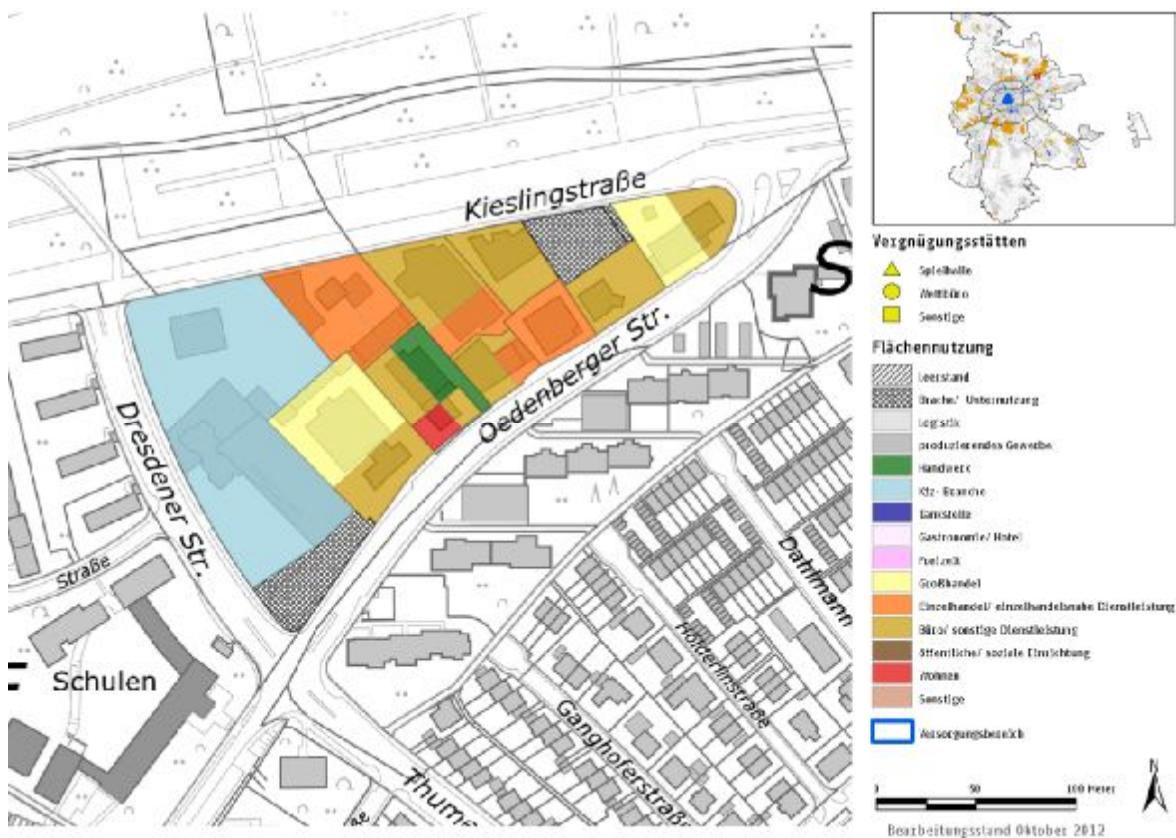 Kieslingstraße
S
Oedenberger Str.
Dresdener Str.
Straße
Schulen
Dahlmann
Hölderlinstraße
Ganghoferstraße
Thume
Vergnügungsstätten
Spielhalle
Wettbüro
Sonstige
Flächennutzung
Leerstand
Brache/ Unternutzung
Logistik
produzierendes Gewerbe
Handwerk
Kfz-Branche
Tankstelle
Gastronomie/ Hotel
Freizeit
Großhandel
Einzelhandel/ einzelhandelsnahe Dienstleistung
Büro/ sonstige Dienstleistung
öffentliche/ soziale Einrichtung
Wohnen
Sonstige
Versorgungsbereich
N
0 50 100 Meter
Bearbeitungsstand Oktober 2012